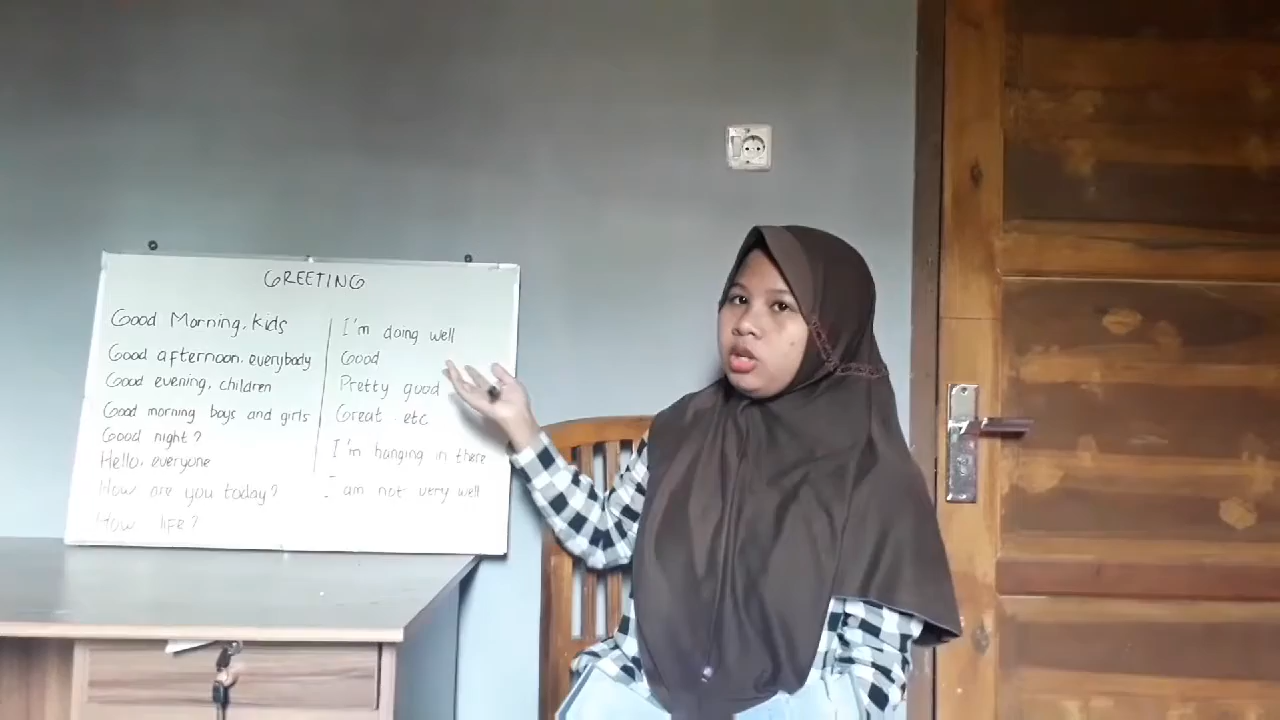 GREETING
Good Morning, kids
Good afternoon, everybody
Good evening, children
Good morning boys and girls
Good night?
Hello, everyone
How are you today?
How life?
I'm doing well
Good
Pretty good
Great. etc
I'm hanging in there
I am not very well